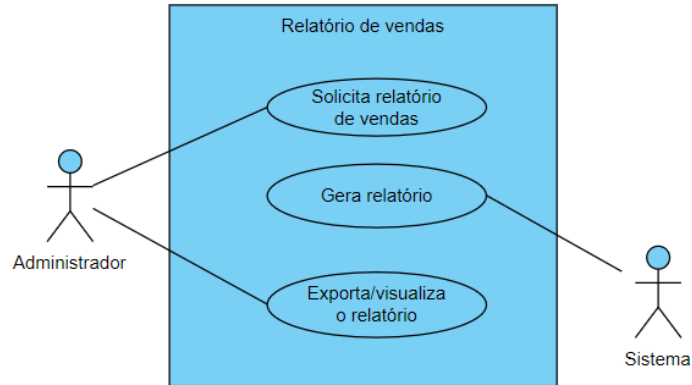 Relatório de vendas
Solicita relatório
de vendas
Gera relatório
Administrador
Exporta/visualiza
o relatório
Sistema